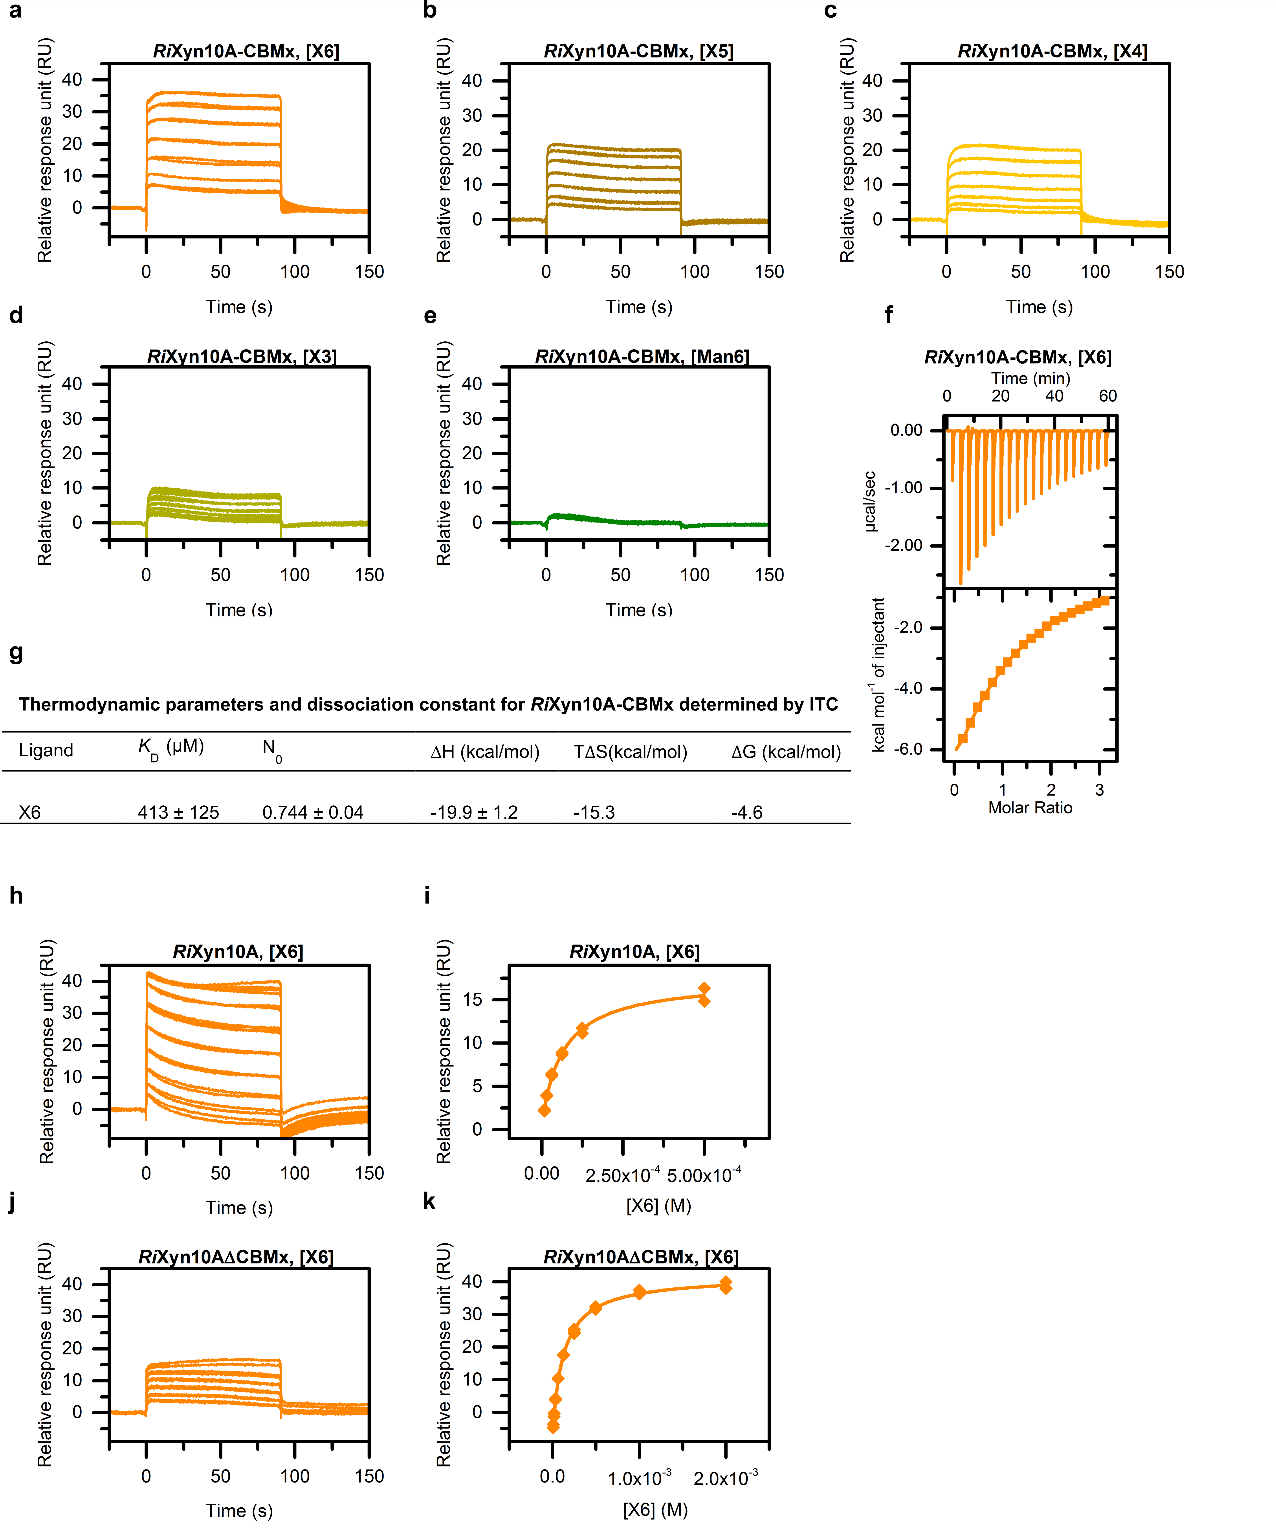 a
RiXyn10A-CBMx, [X6]
Relative response unit (RU)
40
30
20
10
0
0 50 100 150
Time (s)
b
RiXyn10A-CBMx, [X5]
Relative response unit (RU)
40
30
20
10
0
0 50 100 150
Time (s)
c
RiXyn10A-CBMx, [X4]
Relative response unit (RU)
40
30
20
10
0
0 50 100 150
Time (s)
d
RiXyn10A-CBMx, [X3]
Relative response unit (RU)
40
30
20
10
0
0 50 100 150
Time (s)
e
RiXyn10A-CBMx, [Man6]
Relative response unit (RU)
40
30
20
10
0
0 50 100 150
Time (s)
f
RiXyn10A-CBMx, [X6]
Time (min)
0 20 40 60
µcal/sec
0.00
-1.00
-2.00
kcal mol⁻¹ of injectant
-2.0
-4.0
-6.0
0 1 2 3
Molar Ratio
g
Thermodynamic parameters and dissociation constant for RiXyn10A-CBMx determined by ITC
Ligand K_D (µM) N_0 ΔH (kcal/mol) TΔS(kcal/mol) ΔG (kcal/mol)
X6 413 ± 125 0.744 ± 0.04 -19.9 ± 1.2 -15.3 -4.6
h
RiXyn10A, [X6]
Relative response unit (RU)
40
30
20
10
0
0 50 100 150
Time (s)
i
RiXyn10A, [X6]
Relative response unit (RU)
15
10
5
0
0.00 2.50x10⁻⁴ 5.00x10⁻⁴
[X6] (M)
j
RiXyn10AΔCBMx, [X6]
Relative response unit (RU)
40
30
20
10
0
0 50 100 150
Time (s)
k
RiXyn10AΔCBMx, [X6]
Relative response unit (RU)
40
30
20
10
0
0.0 1.0x10⁻³ 2.0x10⁻³
[X6] (M)